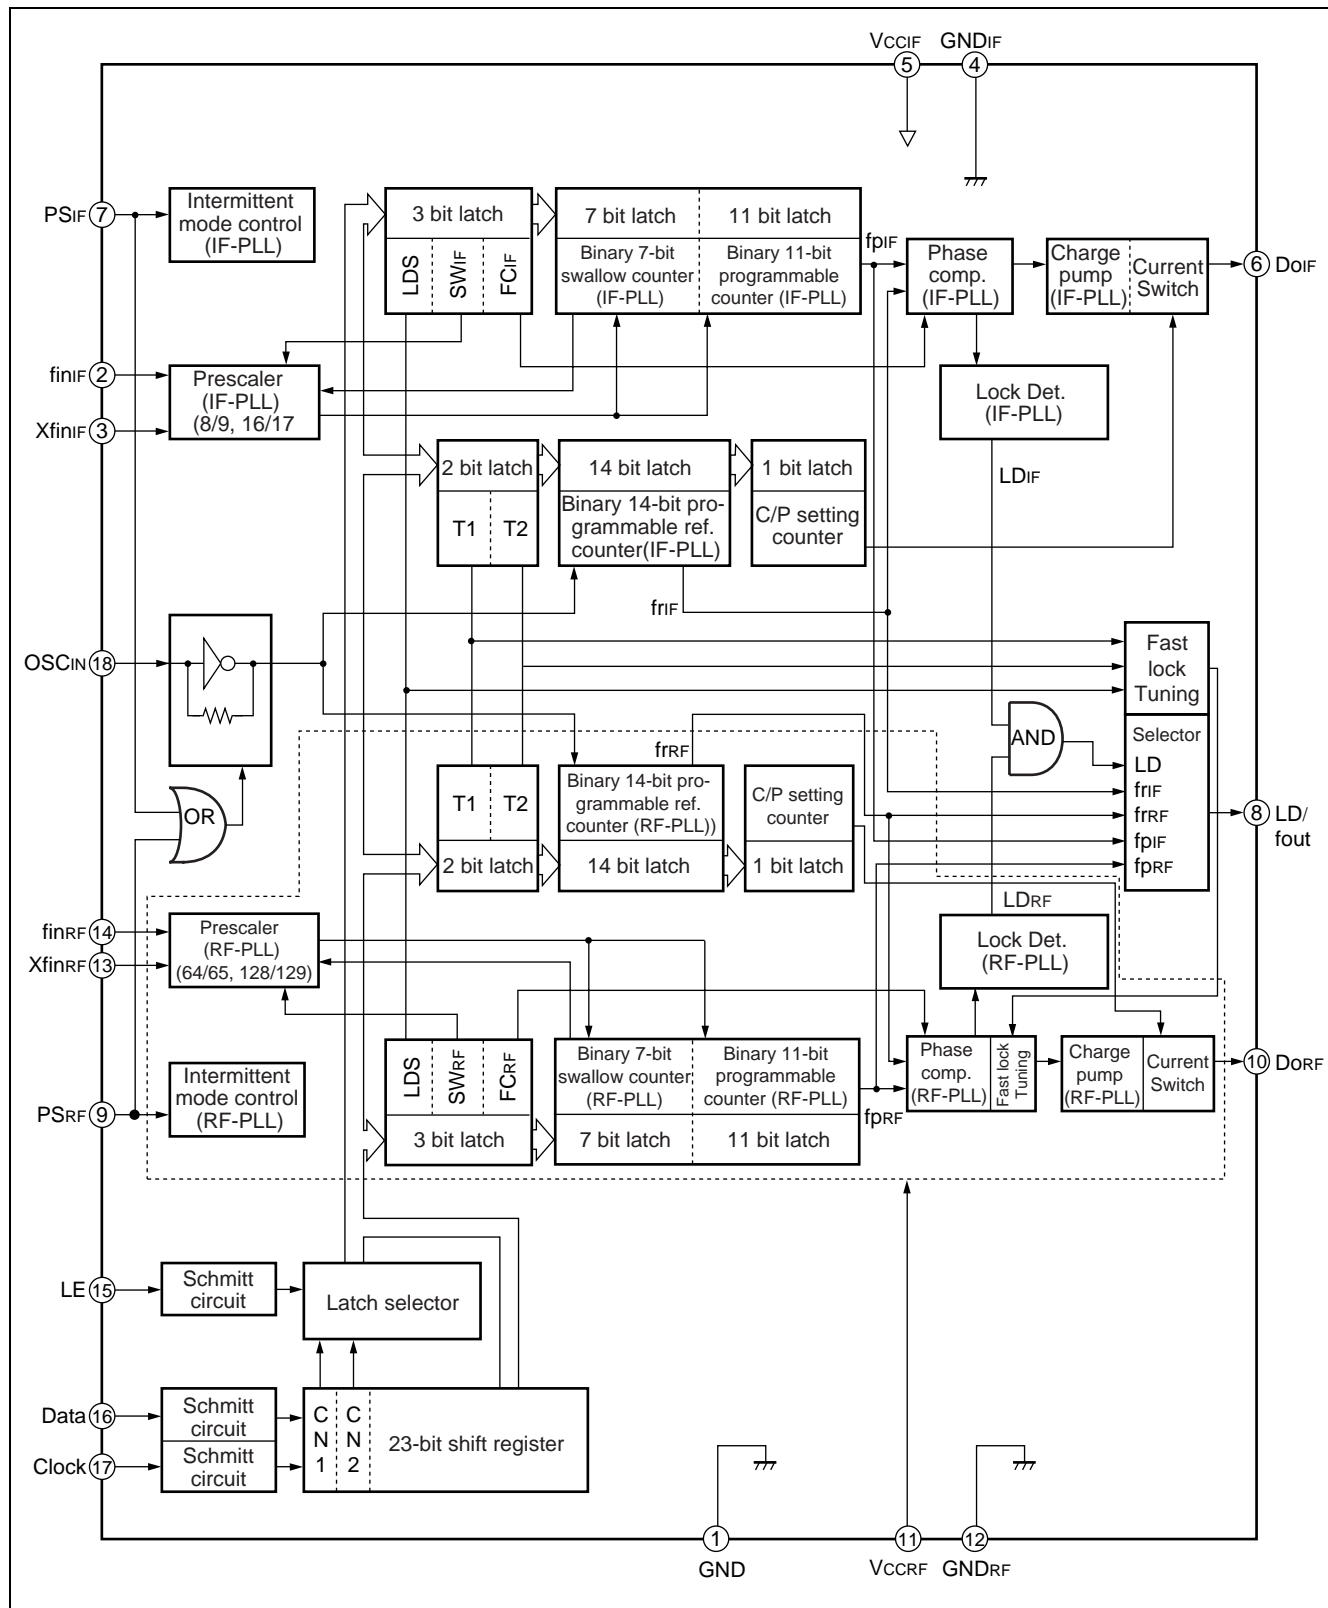 VCCIF
GNDIF
5
4
PSIF
7
Intermittent
mode control
(IF-PLL)
3 bit latch
LDS
SWIF
FCIF
7 bit latch
11 bit latch
Binary 7-bit
swallow counter
(IF-PLL)
Binary 11-bit
programmable
counter (IF-PLL)
fpIF
Phase
comp.
(IF-PLL)
Charge
pump
(IF-PLL)
Current
Switch
6
DoIF
finIF
2
XfinIF
3
Prescaler
(IF-PLL)
(8/9, 16/17
Lock Det.
(IF-PLL)
LDIF
2 bit latch
T1
T2
14 bit latch
Binary 14-bit pro-
grammable ref.
counter(IF-PLL)
1 bit latch
C/P setting
counter
frIF
OSCIN
18
Fast
lock
Tuning
OR
AND
Selector
LD
frIF
frRF
fpIF
fpRF
8
LD/
fout
frRF
T1
T2
2 bit latch
Binary 14-bit pro-
grammable ref.
counter (RF-PLL))
14 bit latch
C/P setting
counter
1 bit latch
LDRF
finRF
14
XfinRF
13
Prescaler
(RF-PLL)
(64/65, 128/129)
Lock Det.
(RF-PLL)
PSRF
9
Intermittent
mode control
(RF-PLL)
LDS
SWRF
FCRF
3 bit latch
Binary 7-bit
swallow counter
(RF-PLL)
Binary 11-bit
programmable
counter (RF-PLL)
7 bit latch
11 bit latch
fpRF
Phase
comp.
(RF-PLL)
Fast lock
Tuning
Charge
pump
(RF-PLL)
Current
Switch
10
DoRF
LE
15
Schmitt
circuit
Latch selector
Data
16
Schmitt
circuit
Clock
17
Schmitt
circuit
C
N
1
C
N
2
23-bit shift register
1
GND
11
VCCRF
12
GNDRF